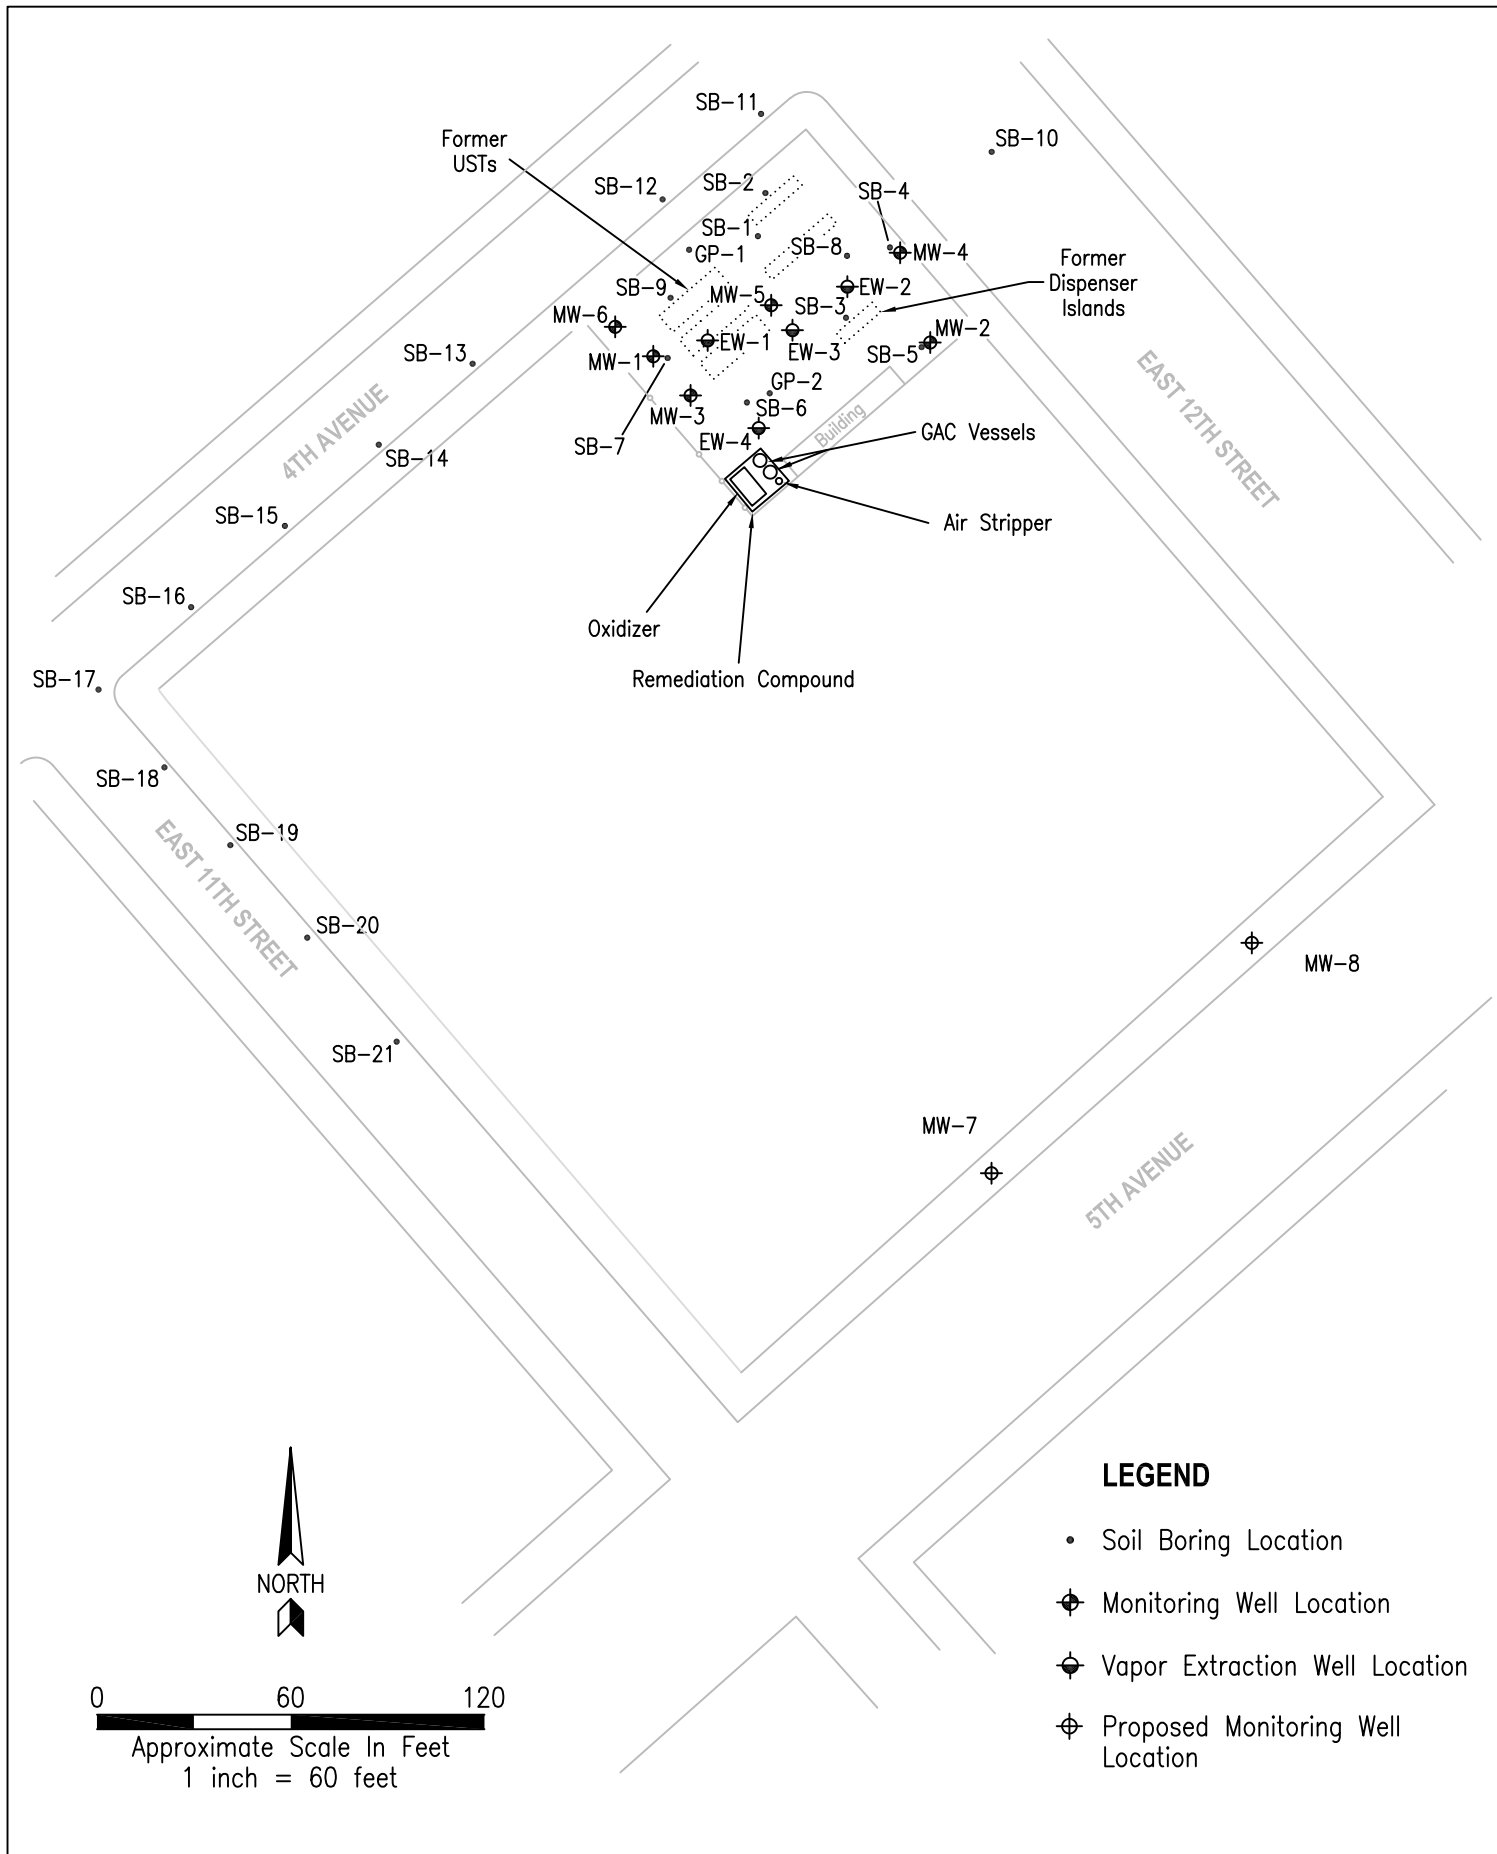 SB-11
Former
USTs
SB-10
SB-12
SB-2
SB-4
SB-1
GP-1
SB-8
MW-4
Former
Dispenser
Islands
SB-9
MW-5
EW-2
SB-3
MW-6
EW-1
EW-3
MW-2
SB-5
SB-13
MW-1
GP-2
MW-3
SB-6
EW-4
Building
GAC Vessels
SB-7
SB-14
4TH AVENUE
EAST 12TH STREET
SB-15
Air Stripper
SB-16
Oxidizer
SB-17
Remediation Compound
SB-18
SB-19
EAST 11TH STREET
SB-20
MW-8
SB-21
MW-7
5TH AVENUE
NORTH
0 60 120
Approximate Scale In Feet
1 inch = 60 feet
LEGEND
Soil Boring Location
Monitoring Well Location
Vapor Extraction Well Location
Proposed Monitoring Well
Location